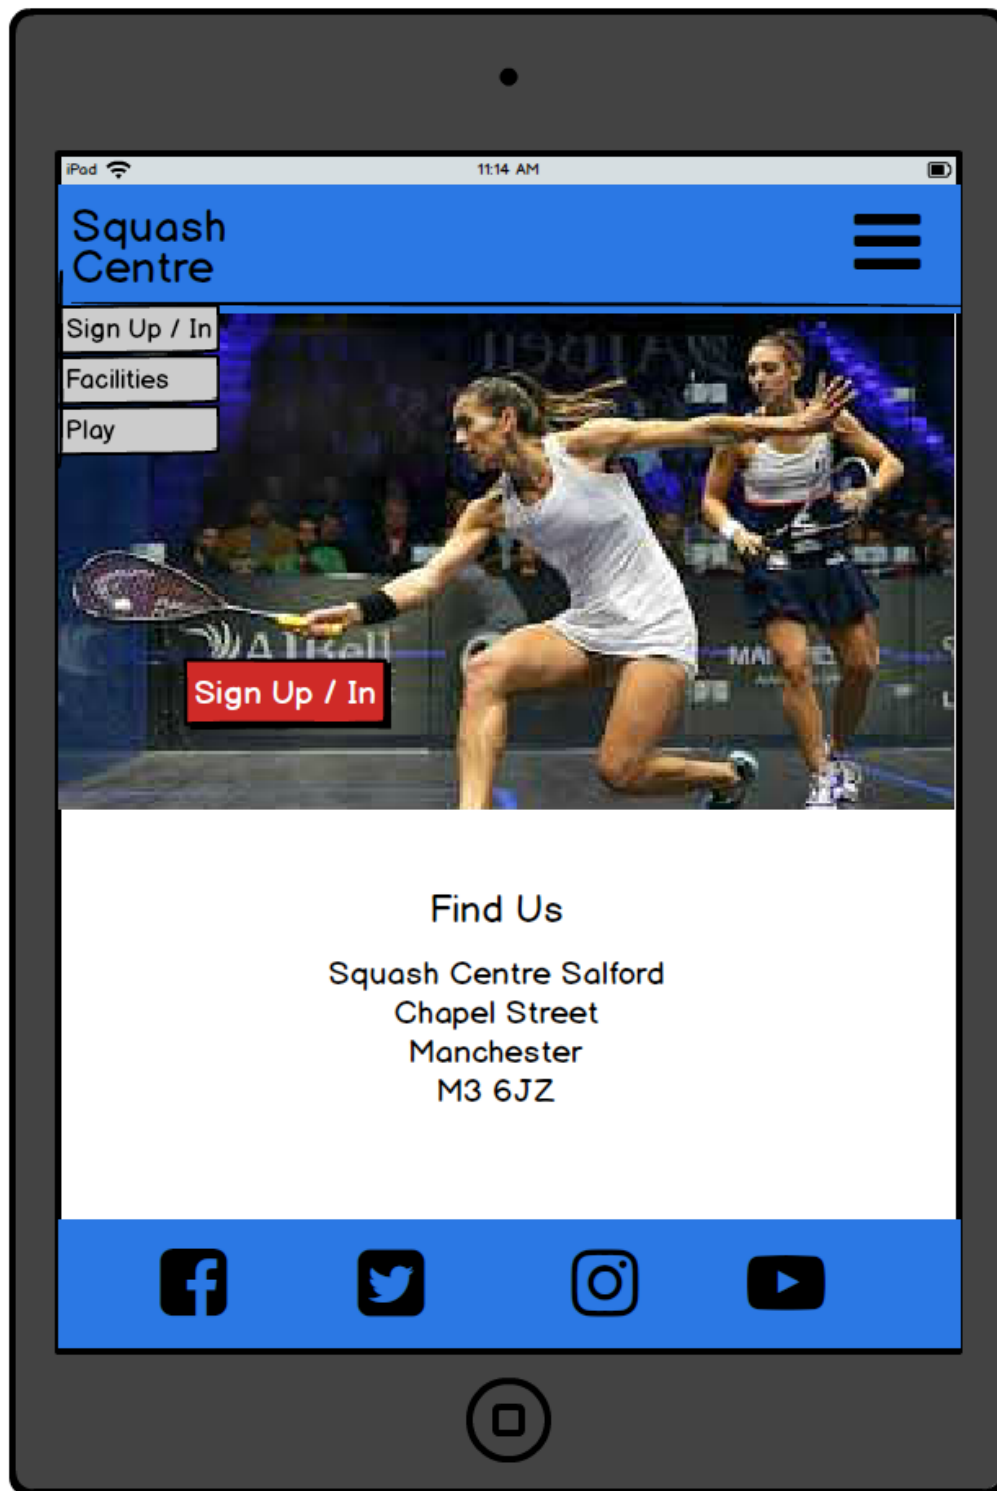 iPad
11:14 AM
Squash
Centre
Sign Up / In
Facilities
Play
AJBell
Sign Up / In
Find Us
Squash Centre Salford
Chapel Street
Manchester
M3 6JZ